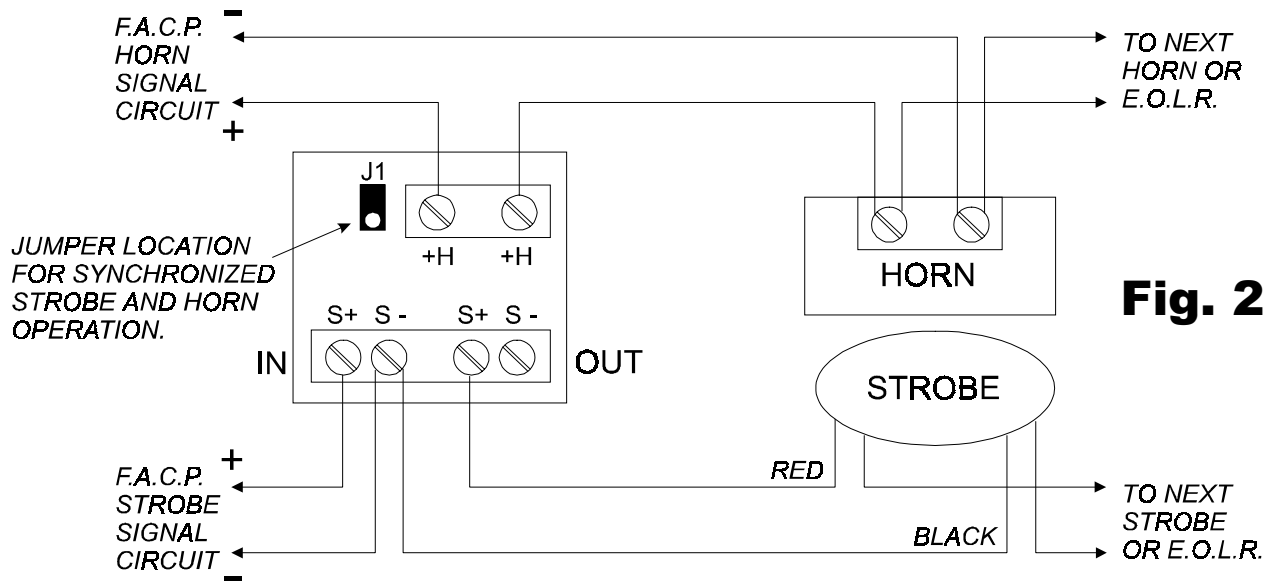 F.A.C.P.
HORN
SIGNAL
CIRCUIT
-
+
TO NEXT
HORN OR
E.O.L.R.
J1
+H +H
JUMPER LOCATION
FOR SYNCHRONIZED
STROBE AND HORN
OPERATION.
S+ S - S+ S -
IN OUT
HORN
Fig. 2
STROBE
RED
BLACK
+
F.A.C.P.
STROBE
SIGNAL
CIRCUIT
-
TO NEXT
STROBE
OR E.O.L.R.